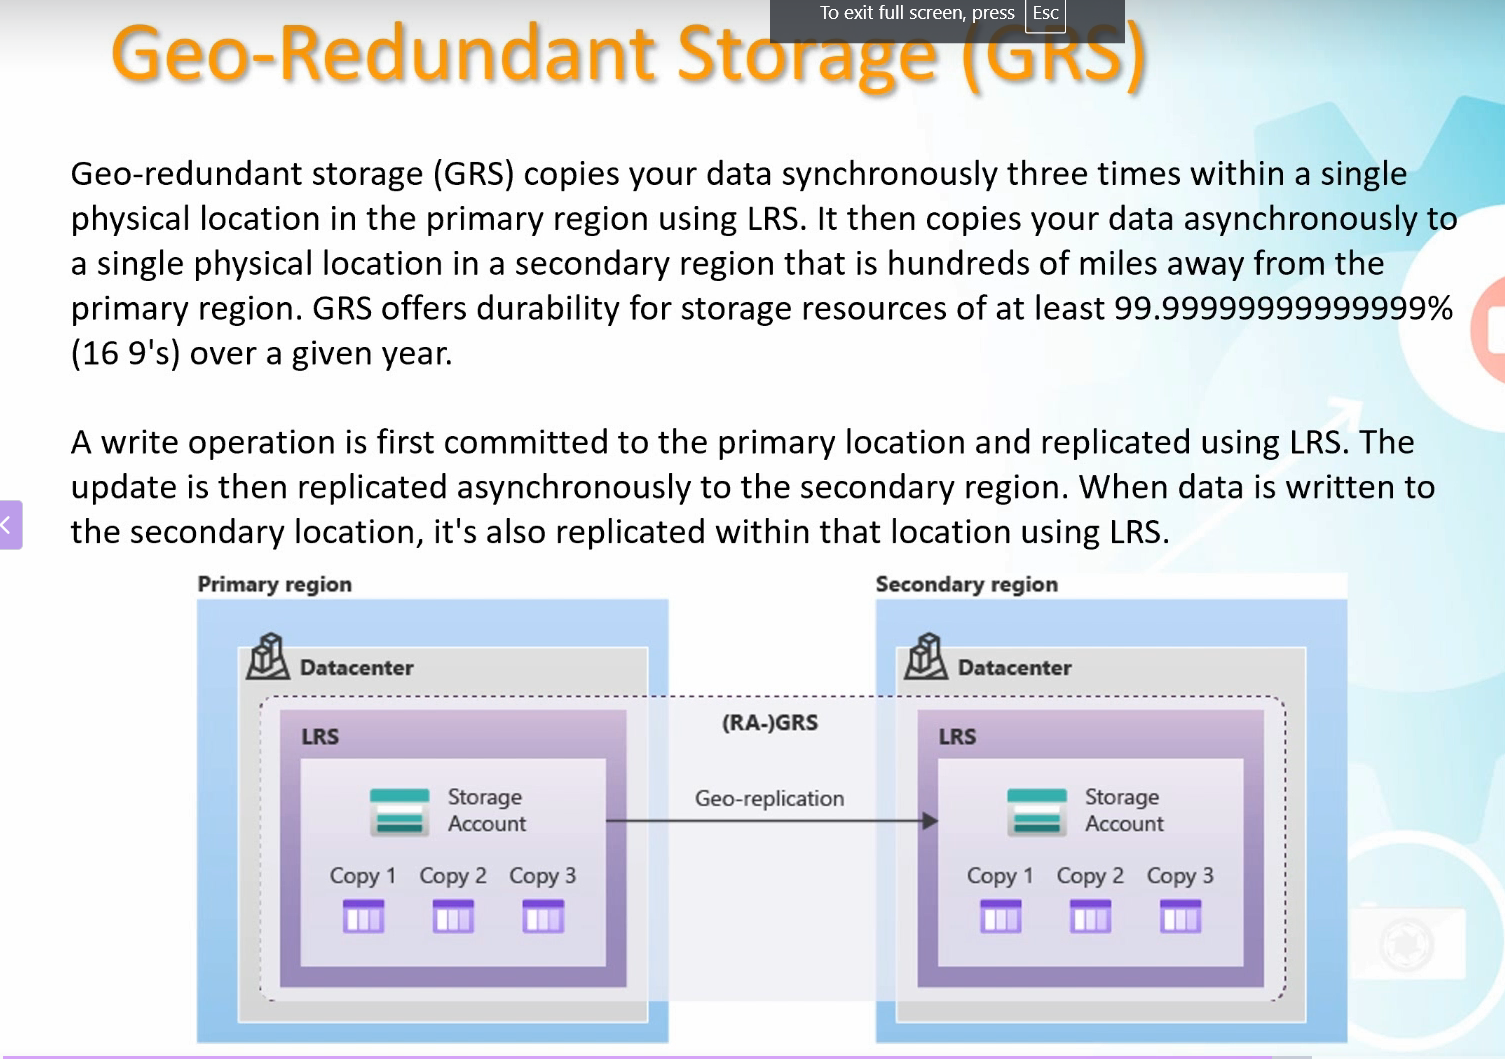 To exit full screen, press Esc
Geo-Redundant Storage (GRS)
Geo-redundant storage (GRS) copies your data synchronously three times within a single
physical location in the primary region using LRS. It then copies your data asynchronously to
a single physical location in a secondary region that is hundreds of miles away from the
primary region. GRS offers durability for storage resources of at least 99.99999999999999%
(16 9's) over a given year.
A write operation is first committed to the primary location and replicated using LRS. The
update is then replicated asynchronously to the secondary region. When data is written to
the secondary location, it's also replicated within that location using LRS.
Primary region
Secondary region
Datacenter
Datacenter
(RA-)GRS
LRS
LRS
Storage
Account
Geo-replication
Storage
Account
Copy 1 Copy 2 Copy 3
Copy 1 Copy 2 Copy 3